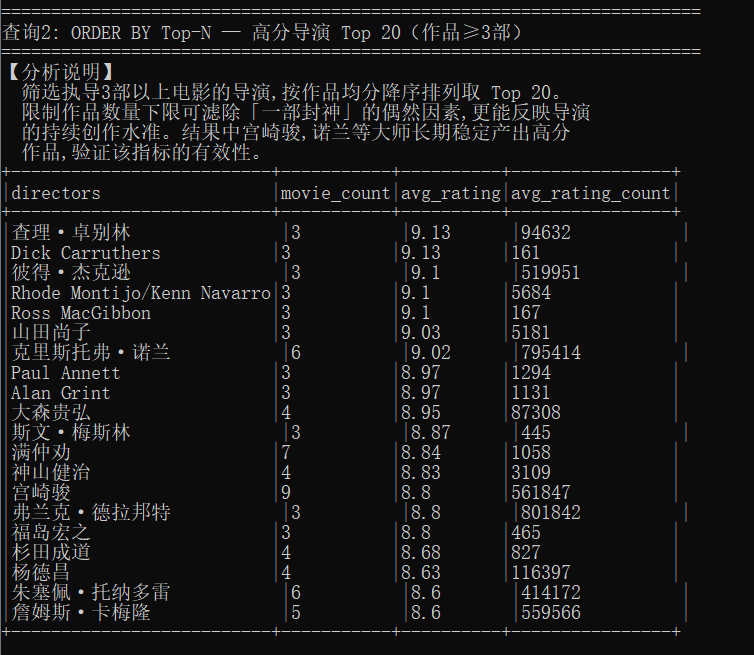 ======================================================================
查询2: ORDER BY Top-N — 高分导演 Top 20（作品≥3部）
======================================================================
【分析说明】
筛选执导3部以上电影的导演,按作品均分降序排列取 Top 20。
限制作品数量下限可滤除「一部封神」的偶然因素,更能反映导演
的持续创作水准。结果中宫崎骏,诺兰等大师长期稳定产出高分
作品,验证该指标的有效性。
+--------------------------+-----------+----------+----------------+
|directors |movie_count|avg_rating|avg_rating_count|
+--------------------------+-----------+----------+----------------+
|查理·卓别林 |3 |9.13 |94632 |
|Dick Carruthers |3 |9.13 |161 |
|彼得·杰克逊 |3 |9.1 |519951 |
|Rhode Montijo/Kenn Navarro|3 |9.1 |5684 |
|Ross MacGibbon |3 |9.1 |167 |
|山田尚子 |3 |9.03 |5181 |
|克里斯托弗·诺兰 |6 |9.02 |795414 |
|Paul Annett |3 |8.97 |1294 |
|Alan Grint |3 |8.97 |1131 |
|大森贵弘 |4 |8.95 |87308 |
|斯文·梅斯林 |3 |8.87 |445 |
|满仲劝 |7 |8.84 |1058 |
|神山健治 |4 |8.83 |3109 |
|宫崎骏 |9 |8.8 |561847 |
|弗兰克·德拉邦特 |3 |8.8 |801842 |
|福岛宏之 |3 |8.8 |465 |
|杉田成道 |4 |8.68 |827 |
|杨德昌 |4 |8.63 |116397 |
|朱塞佩·托纳多雷 |6 |8.6 |414172 |
|詹姆斯·卡梅隆 |5 |8.6 |559566 |
+--------------------------+-----------+----------+----------------+